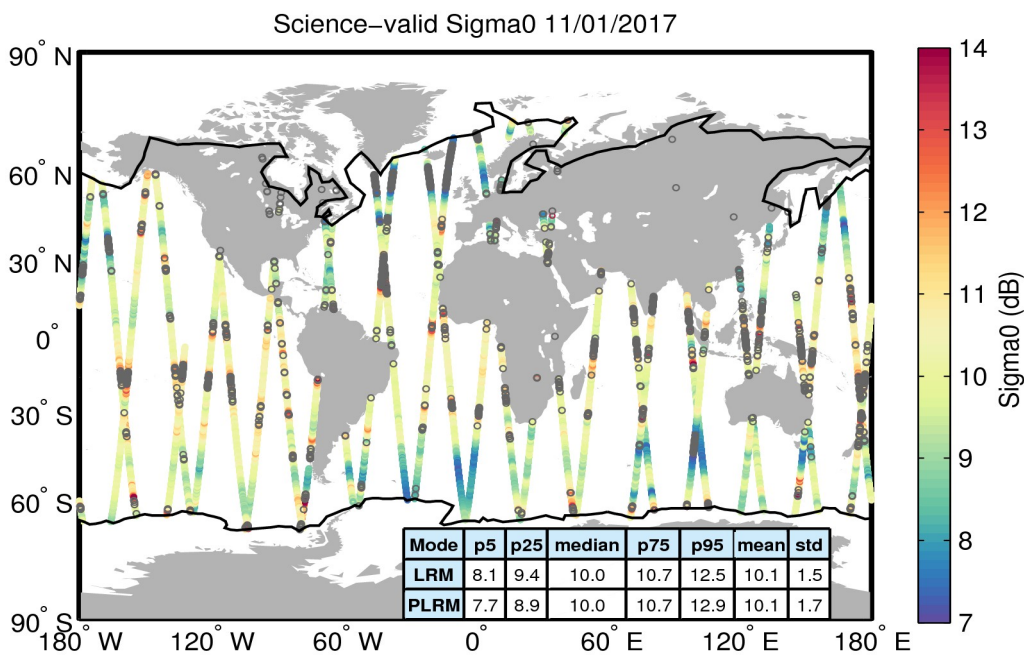 Science−valid Sigma0 11/01/2017
90° N
60° N
30° N
0°
30° S
60° S
90° S
180° W 120° W 60° W 0° 60° E 120° E 180° E
Mode p5 p25 median p75 p95 mean std
LRM 8.1 9.4 10.0 10.7 12.5 10.1 1.5
PLRM 7.7 8.9 10.0 10.7 12.9 10.1 1.7
14
13
12
11
10
9
8
7
Sigma0 (dB)